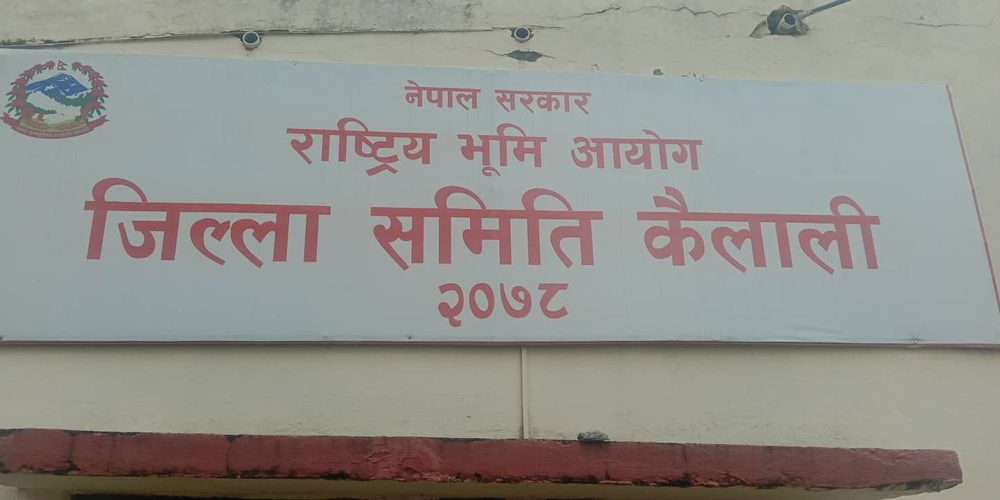 नेपाल सरकार
राष्ट्रिय भूमि आयोग
जिल्ला समिति कैलाली
२०७८